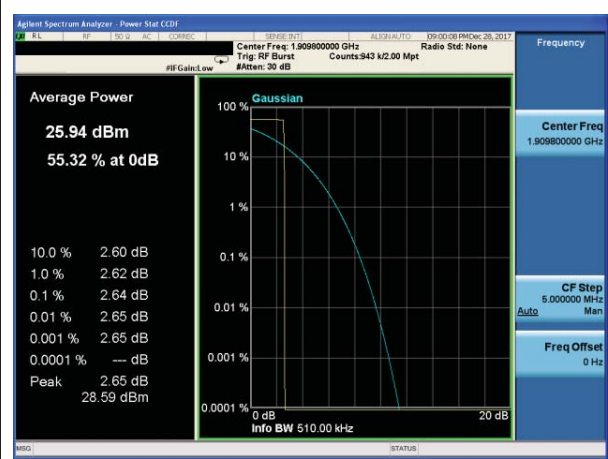 Agilent Spectrum Analyzer - Power Stat CCDF
RL RF 50 Ω AC CORREC SENSE:INT ALIGN AUTO 09:00:08 PM Dec 28, 2017
Center Freq: 1.909800000 GHz Radio Std: None
Trig: RF Burst Counts:943 k/2.00 Mpt
#IFGain:Low #Atten: 30 dB
Frequency
Average Power
25.94 dBm
55.32 % at 0dB
10.0 % 2.60 dB
1.0 % 2.62 dB
0.1 % 2.64 dB
0.01 % 2.65 dB
0.001 % 2.65 dB
0.0001 % --- dB
Peak 2.65 dB
28.59 dBm
Gaussian
100 %
10 %
1 %
0.1 %
0.01 %
0.001 %
0.0001 %
0 dB 20 dB
Info BW 510.00 kHz
Center Freq
1.909800000 GHz
CF Step
5.000000 MHz
Auto Man
Freq Offset
0 Hz
MSG STATUS